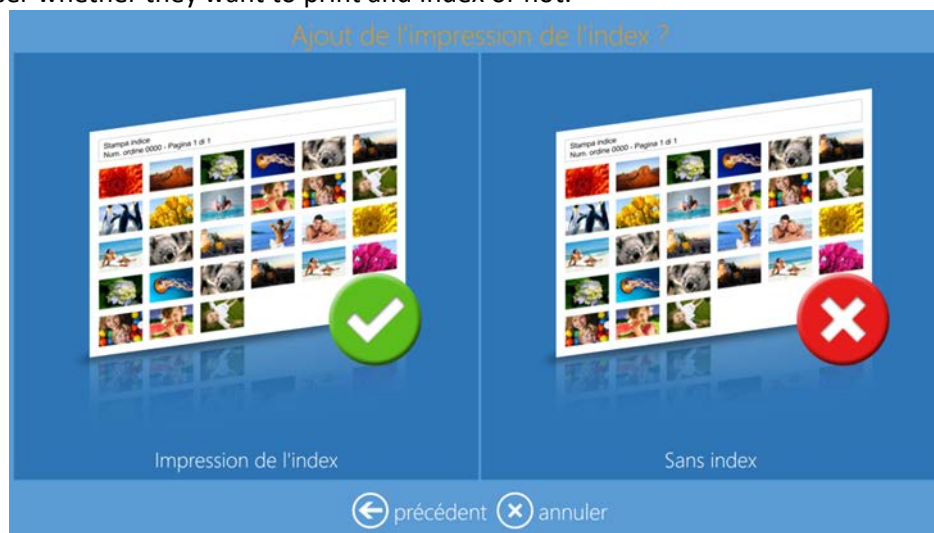 ser whether they want to print and index or not.
Ajout de l'impression de l'index ?
Stampa indice
Num. ordine 0000 - Pagina 1 di 1
Stampa indice
Num. ordine 0000 - Pagina 1 di 1
Impression de l'index
Sans index
précédent annuler